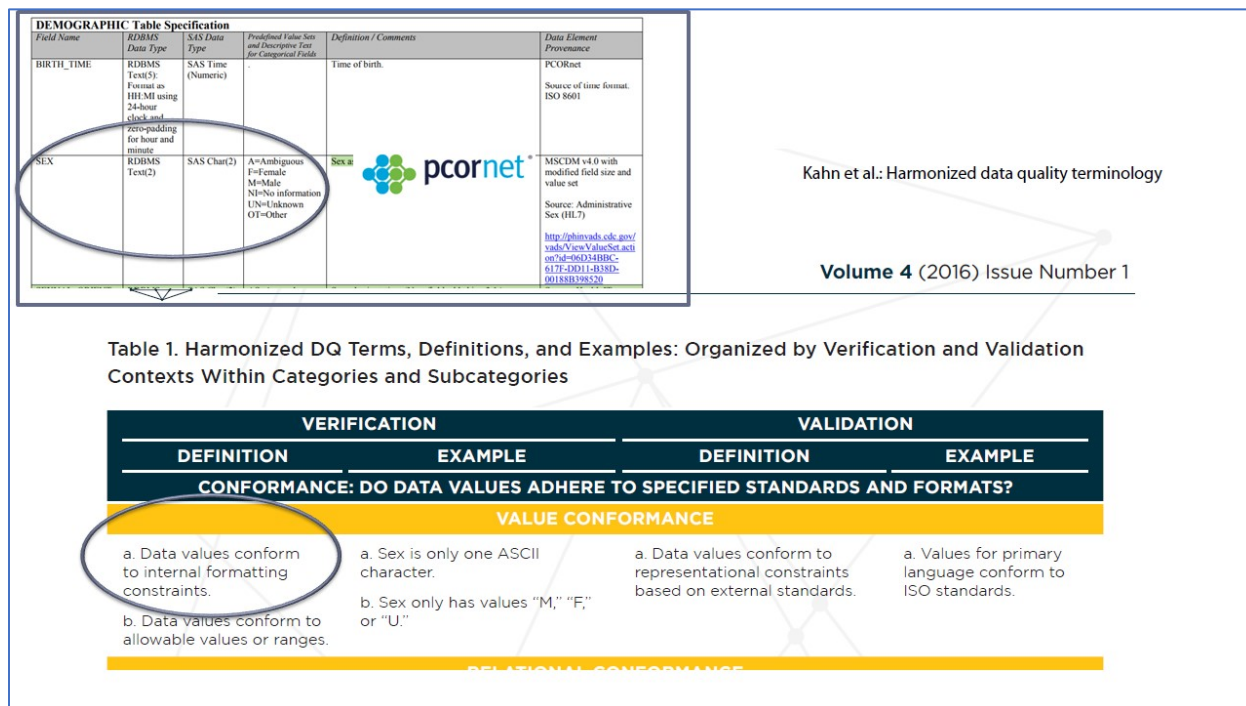 DEMOGRAPHIC Table Specification
Field Name RDBMS Data Type SAS Data Type Predefined Value Sets and Descriptive Text for Categorical Fields Definition / Comments Data Element Provenance
BIRTH_TIME
RDBMS
Text(5):
Format as
HH:MI using
24-hour
clock and
zero-padding
for hour and
minute
SAS Time
(Numeric)
.
Time of birth.
PCORnet
Source of time format.
ISO 8601
SEX
RDBMS
Text(2)
SAS Char(2)
A=Ambiguous
F=Female
M=Male
NI=No information
UN=Unknown
OT=Other
Sex
pcornet
MSCDM v4.0 with
modified field size and
value set
Source: Administrative
Sex (HL7)
http://phinvads.cdc.gov/
vads/ViewValueSet.acti
on?id=06D34BBC-
617F-DD11-B38D-
00188B398520
Kahn et al.: Harmonized data quality terminology
Volume 4 (2016) Issue Number 1
Table 1. Harmonized DQ Terms, Definitions, and Examples: Organized by Verification and Validation
Contexts Within Categories and Subcategories
VERIFICATION VALIDATION
DEFINITION EXAMPLE DEFINITION EXAMPLE
CONFORMANCE: DO DATA VALUES ADHERE TO SPECIFIED STANDARDS AND FORMATS?
VALUE CONFORMANCE
a. Data values conform
to internal formatting
constraints.
b. Data values conform to
allowable values or ranges.
a. Sex is only one ASCII
character.
b. Sex only has values “M,” “F,”
or “U.”
a. Data values conform to
representational constraints
based on external standards.
a. Values for primary
language conform to
ISO standards.
RELATIONAL CONFORMANCE